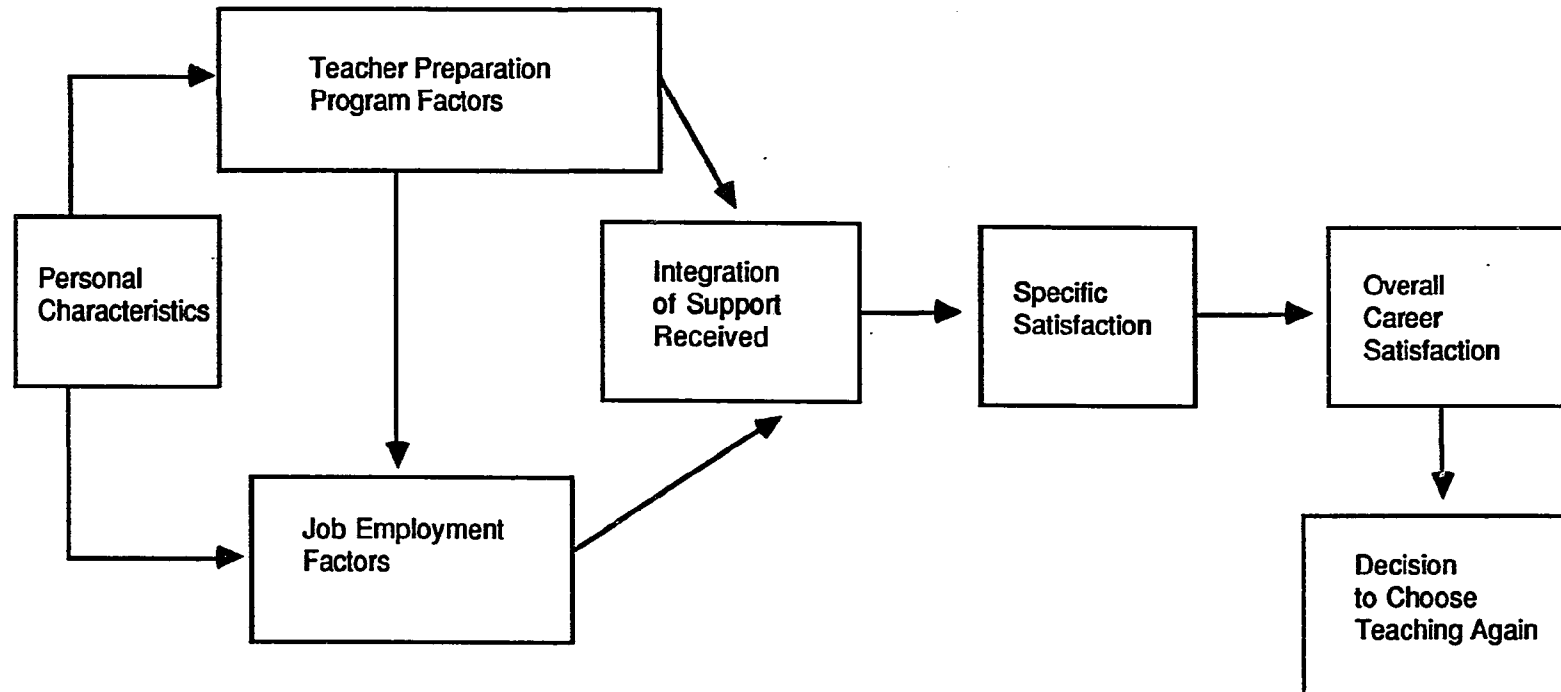 Teacher Preparation
Program Factors
Personal
Characteristics
Integration
of Support
Received
Specific
Satisfaction
Overall
Career
Satisfaction
Job Employment
Factors
Decision
to Choose
Teaching Again